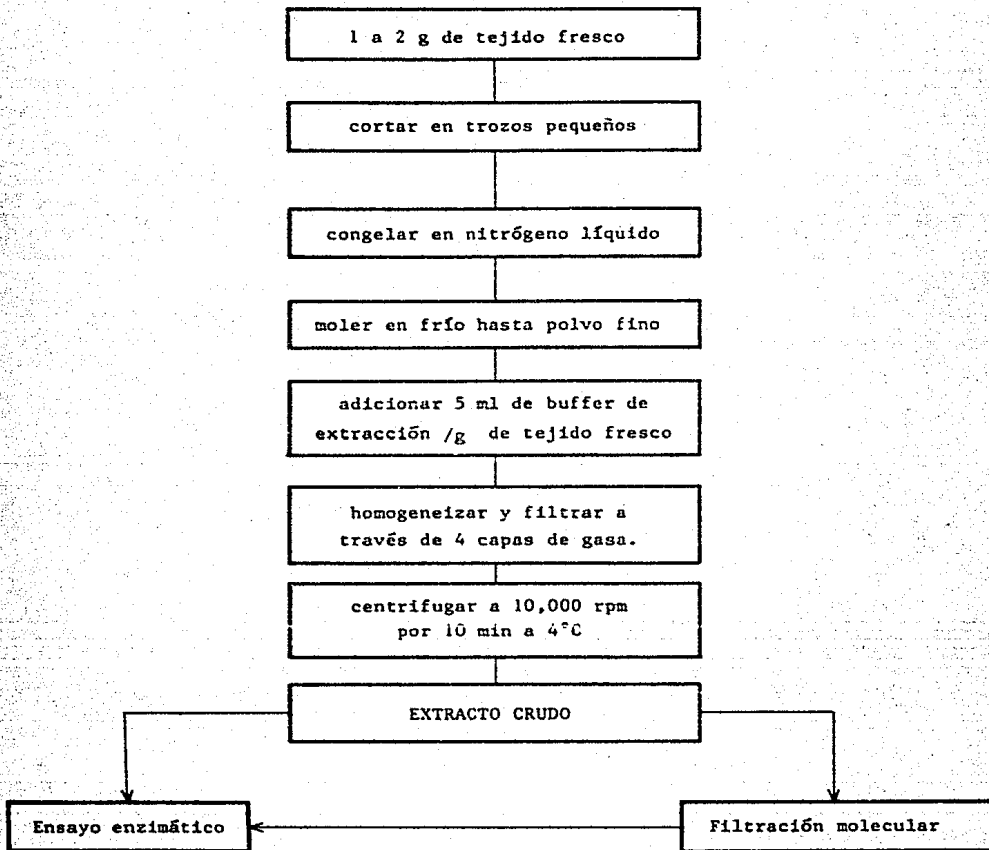 1 a 2 g de tejido fresco
cortar en trozos pequeños
congelar en nitrógeno líquido
moler en frío hasta polvo fino
adicionar 5 ml de buffer de
extracción /g de tejido fresco
homogeneizar y filtrar a
través de 4 capas de gasa.
centrifugar a 10,000 rpm
por 10 min a 4°C
EXTRACTO CRUDO
Ensayo enzimático
Filtración molecular